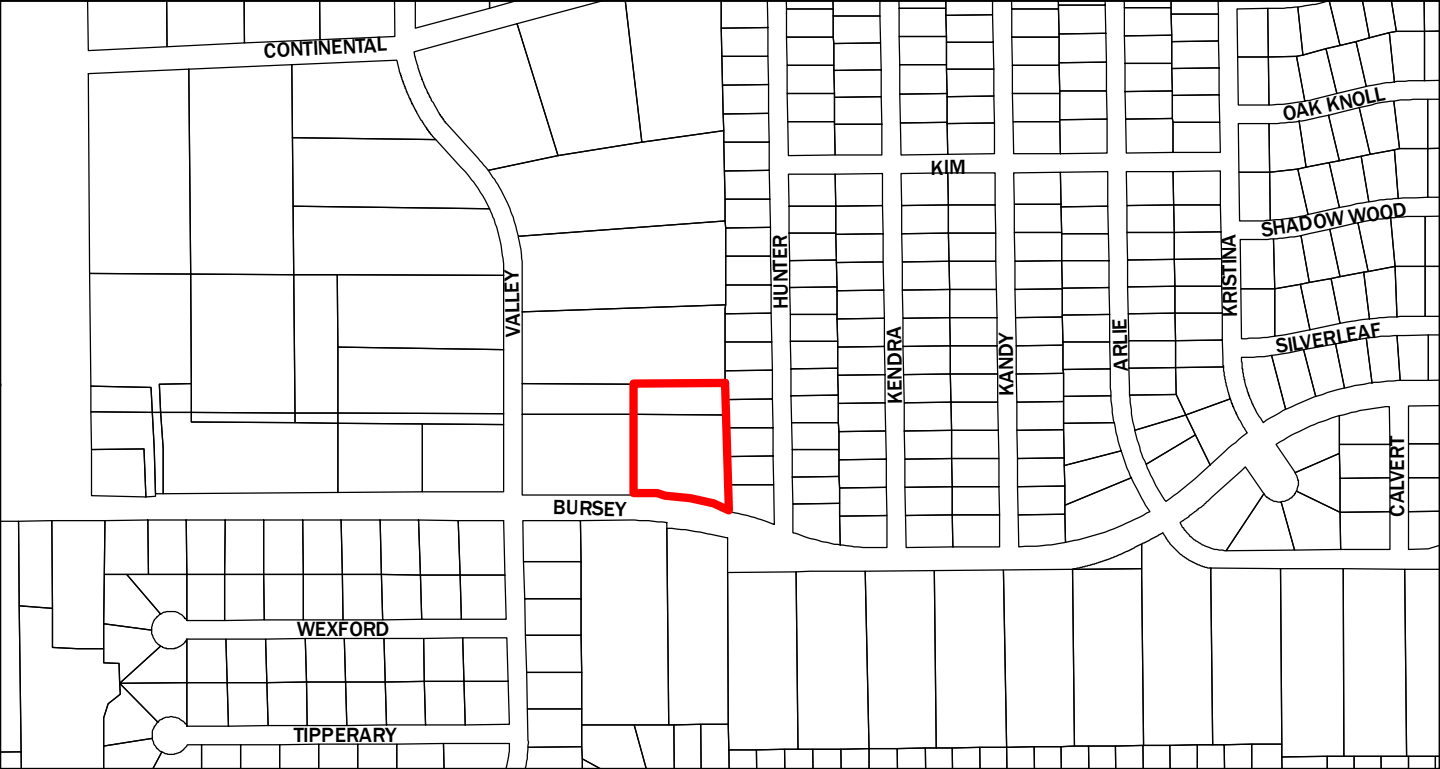 CONTINENTAL
OAK KNOLL
KIM
SHADOW WOOD
HUNTER
KRISTINA
VALLEY
SILVERLEAF
KENDRA
KANDY
ARLIE
CALVERT
BURSEY
WEXFORD
TIPPERARY